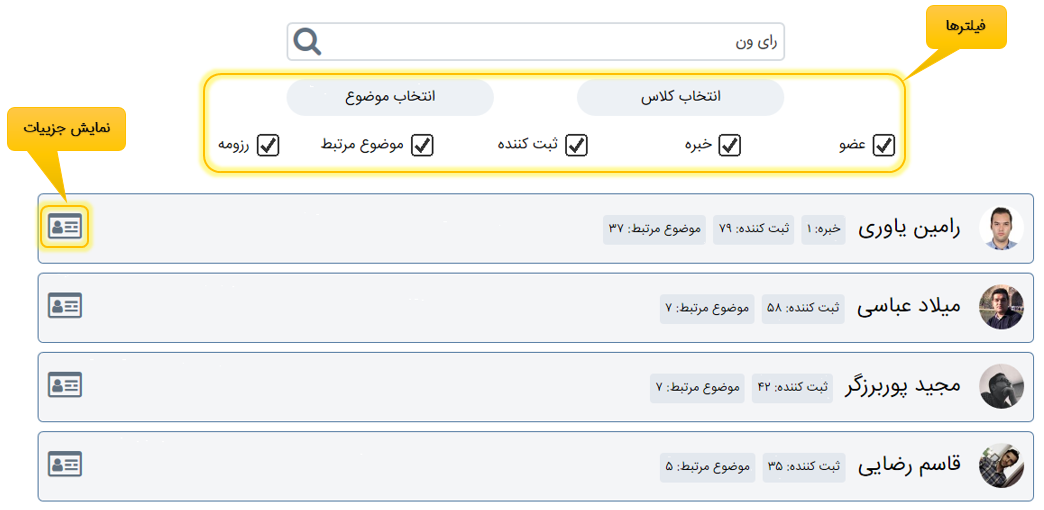 فیلترها
رای ون
انتخاب کلاس
انتخاب موضوع
نمایش جزییات
عضو
خبره
ثبت کننده
موضوع مرتبط
رزومه
رامین یاوری
خبره: ۱
ثبت کننده: ۷۹
موضوع مرتبط: ۳۷
میلاد عباسی
ثبت کننده: ۵۸
موضوع مرتبط: ۷
مجید پوربرزگر
ثبت کننده: ۴۲
موضوع مرتبط: ۷
قاسم رضایی
ثبت کننده: ۳۵
موضوع مرتبط: ۵